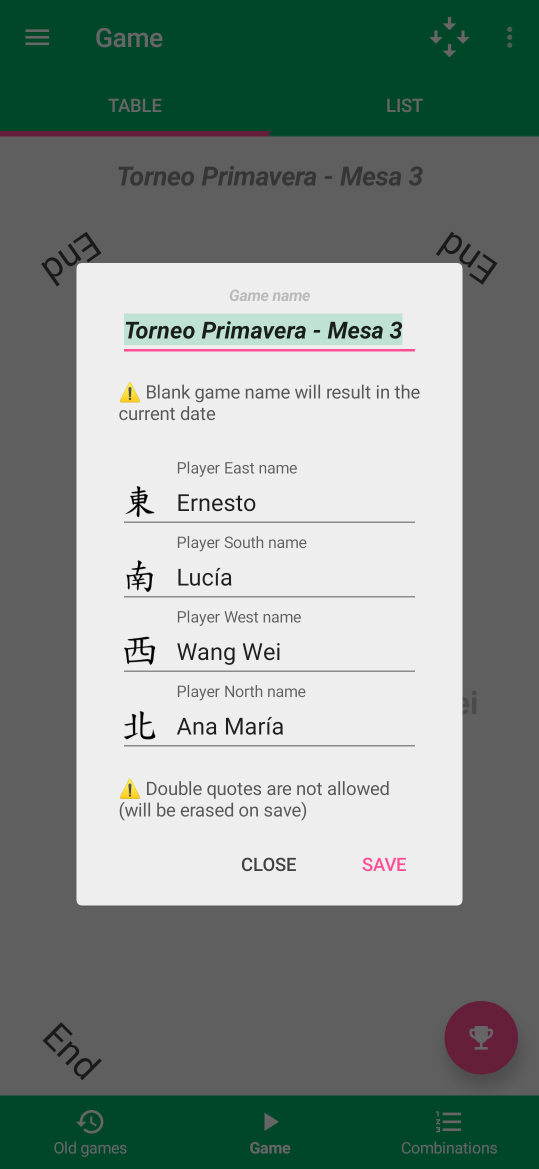 Game
TABLE
LIST
Torneo Primavera - Mesa 3
End
End
Game name
Torneo Primavera - Mesa 3
⚠️ Blank game name will result in the
current date
Player East name
東 Ernesto
Player South name
南 Lucía
Player West name
西 Wang Wei
Player North name
北 Ana María
⚠️ Double quotes are not allowed
(will be erased on save)
CLOSE
SAVE
ei
End
Old games
Game
Combinations